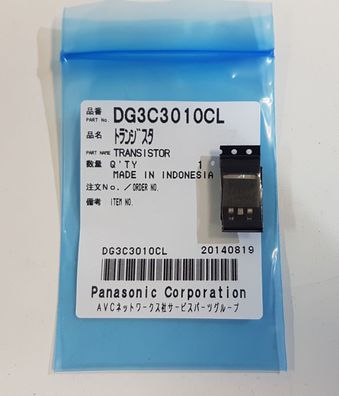 品番 DG3C3010CL
PART No.
品名 トランジスタ
PART NAME TRANSISTOR
数量 Q'TY 1
MADE IN INDONESIA
注文No./ORDER NO.
備考 ITEM NO.
DG3C3010CL 20140819
Panasonic Corporation
AVCネットワークス社サービスパーツグループ